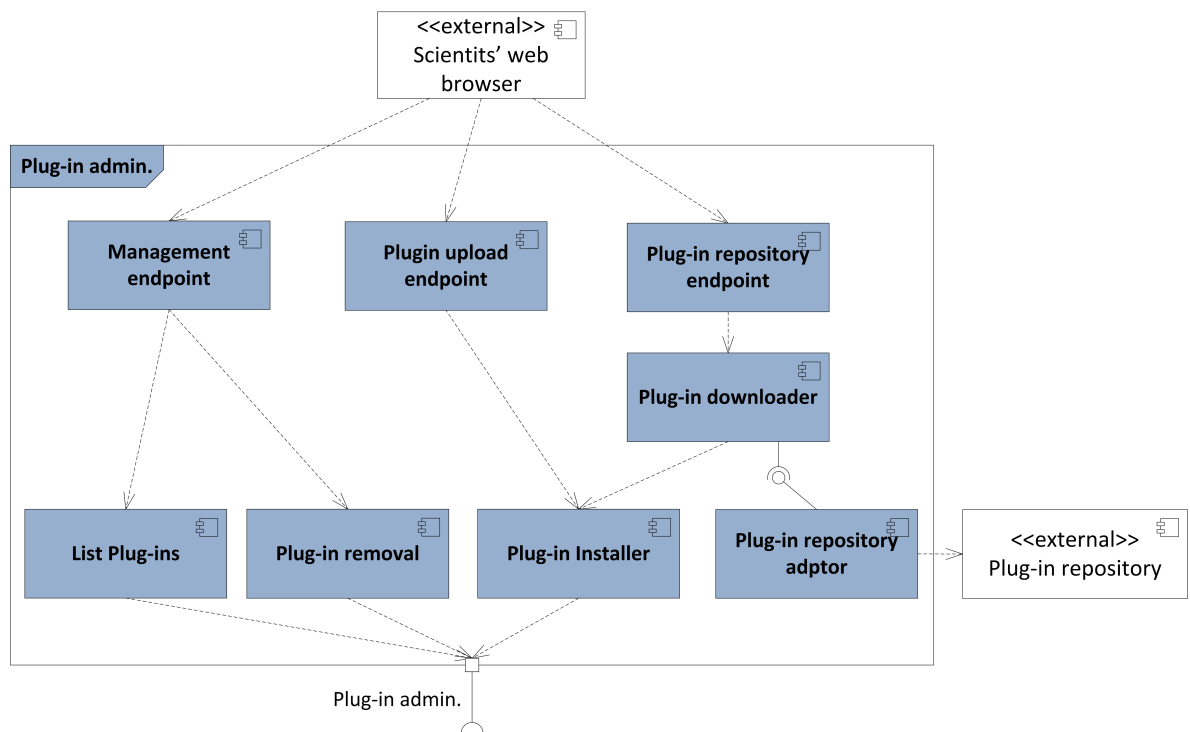 <<external>>
Scientits’ web
browser
Plug-in admin.
Management
endpoint
Plugin upload
endpoint
Plug-in repository
endpoint
Plug-in downloader
List Plug-ins
Plug-in removal
Plug-in Installer
Plug-in repository
adptor
<<external>>
Plug-in repository
Plug-in admin.